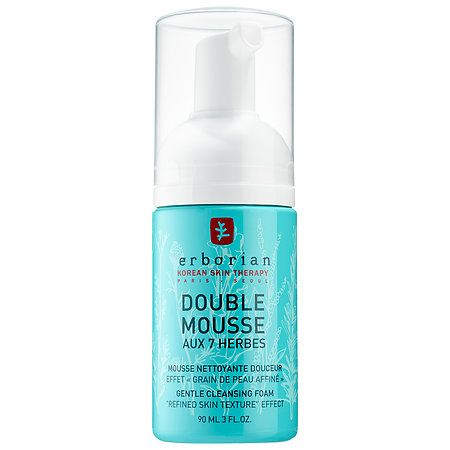 erborian
KOREAN SKIN THERAPY
PARIS - SEOUL
DOUBLE
MOUSSE
AUX 7 HERBES
MOUSSE NETTOYANTE DOUCEUR
EFFET « GRAIN DE PEAU AFFINÉ »
GENTLE CLEANSING FOAM
"REFINED SKIN TEXTURE" EFFECT
90 ML 3 FL.OZ.